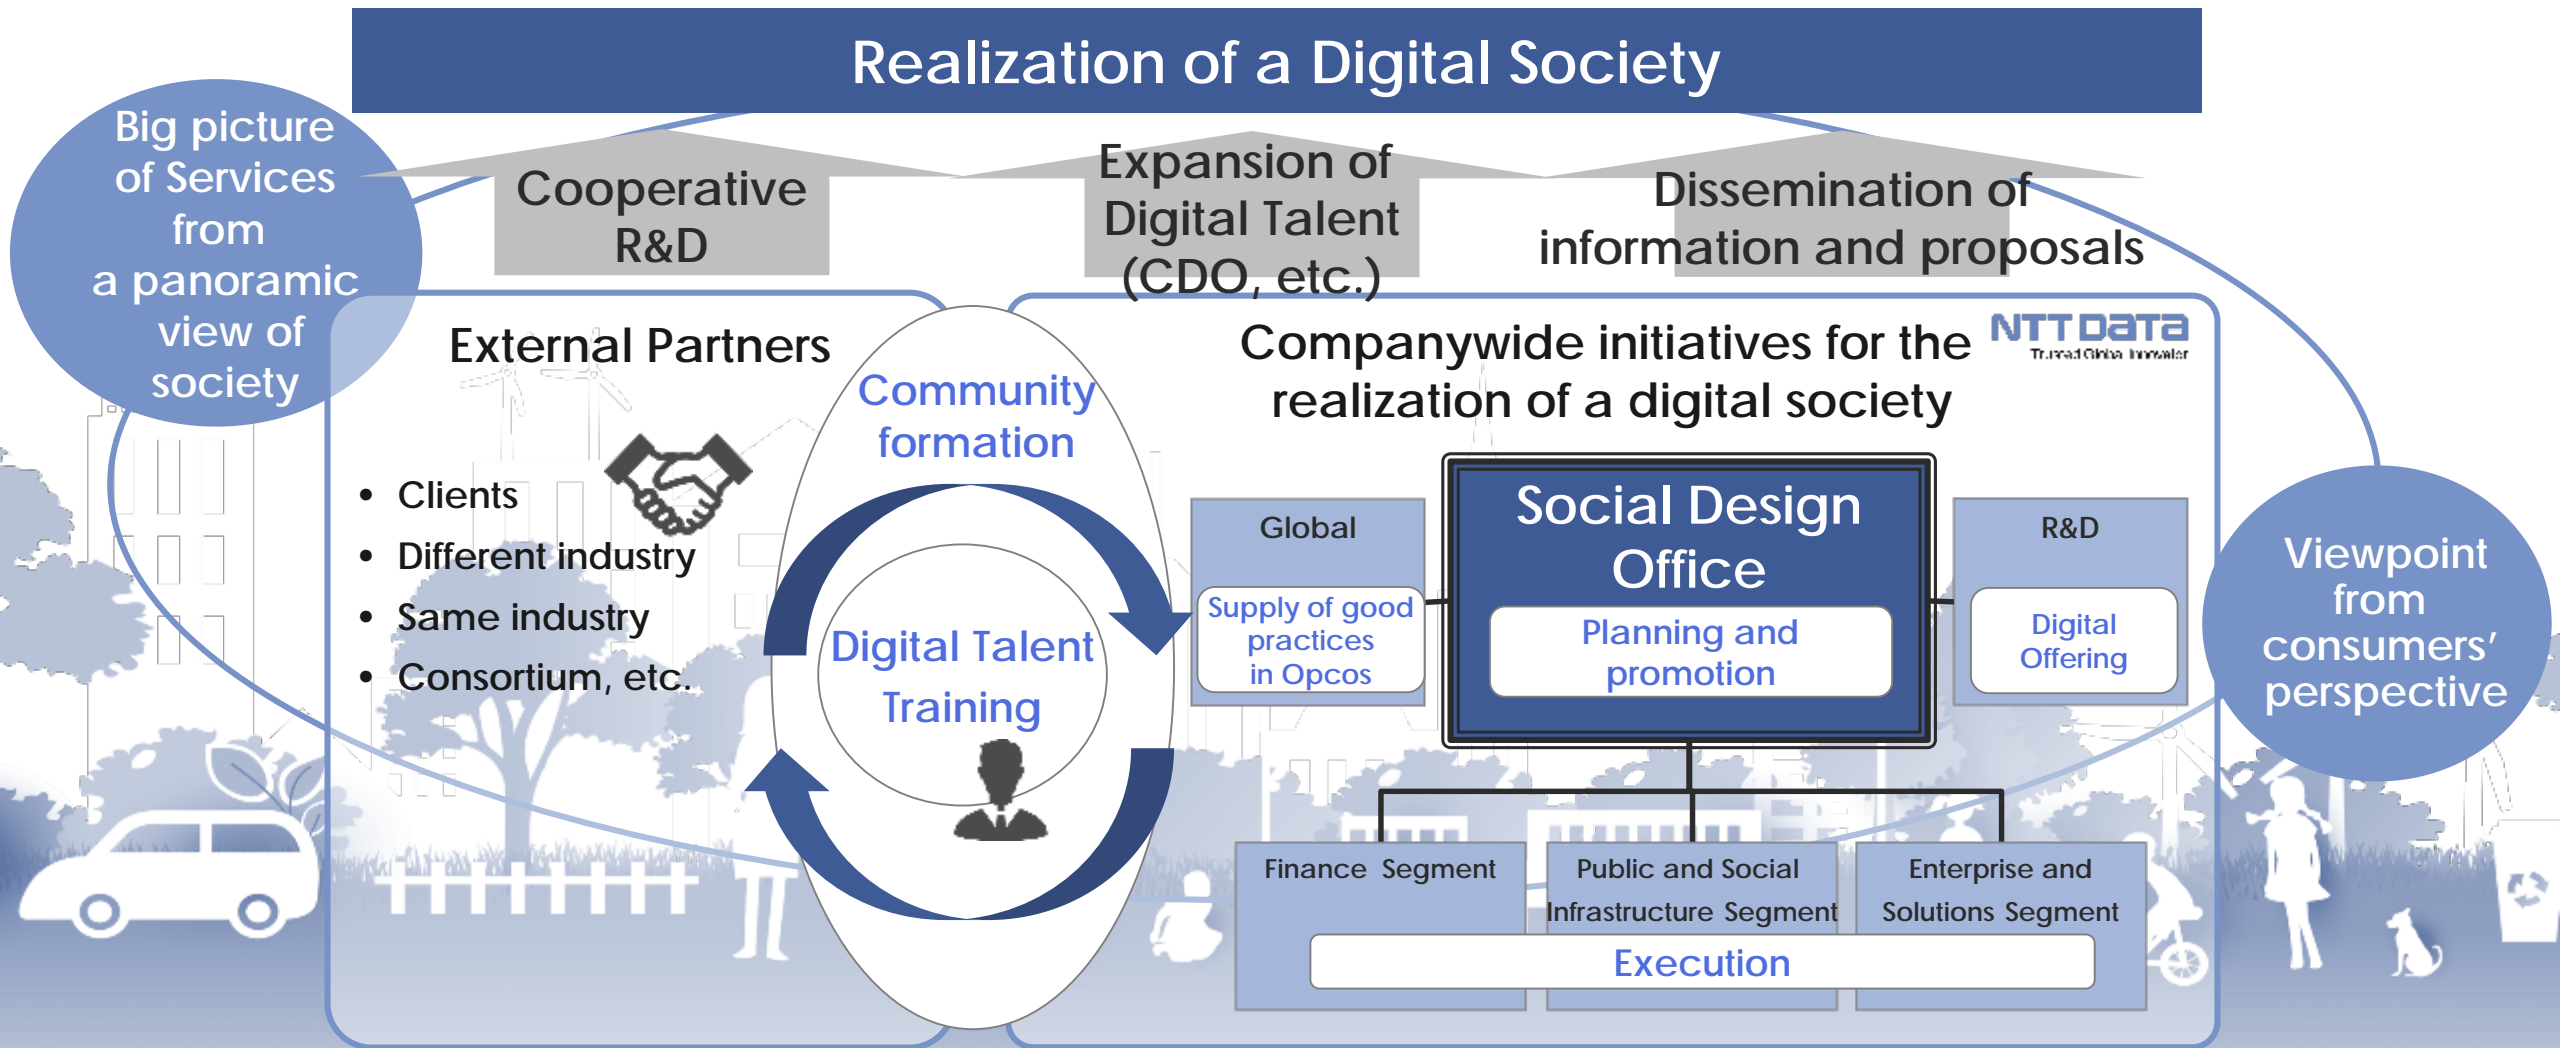 Realization of a Digital Society
Big picture
of Services
from
a panoramic
view of
society
Cooperative
R&D
Expansion of
Digital Talent
(CDO, etc.)
Dissemination of
information and proposals
External Partners
• Clients
• Different industry
• Same industry
• Consortium, etc.
Community
formation
Digital Talent
Training
Companywide initiatives for the
realization of a digital society
NTT DATA
Trusted Global Innovator
Global
Supply of good
practices
in Opcos
Social Design
Office
Planning and
promotion
R&D
Digital
Offering
Viewpoint
from
consumers’
perspective
Finance Segment
Public and Social
Infrastructure Segment
Enterprise and
Solutions Segment
Execution